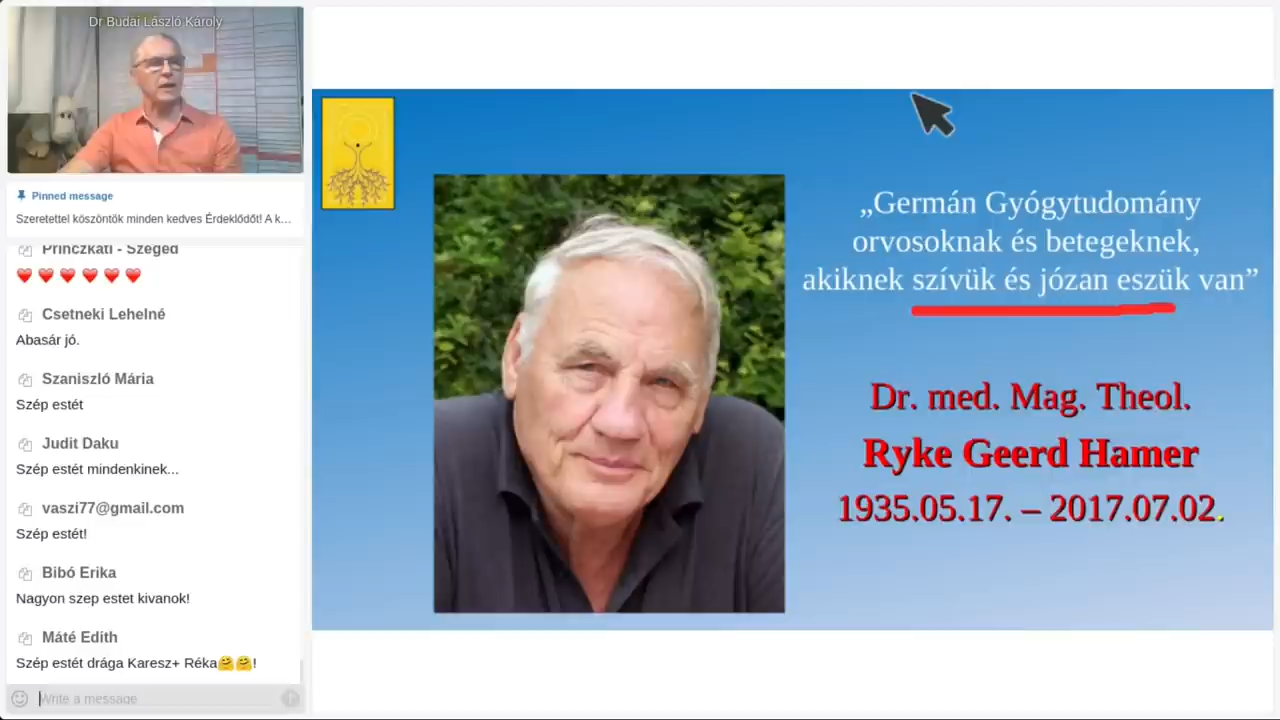 Dr Budai László Károly
Pinned message
Szeretettel köszöntök minden kedves Érdeklődőt! A k...
Princzkati - Szeged
❤️ ❤️ ❤️ ❤️ ❤️ ❤️
Csetneki Lehelné
Abasár jó.
Szaniszló Mária
Szép estét
Judit Daku
Szép estét mindenkinek...
vaszi77@gmail.com
Szép estét!
Bibó Erika
Nagyon szep estet kivanok!
Máté Edith
Szép estét drága Karesz+ Réka🤗🤗!
Write a message
„Germán Gyógytudomány
orvosoknak és betegeknek,
akiknek szívük és józan eszük van”
Dr. med. Mag. Theol.
Ryke Geerd Hamer
1935.05.17. – 2017.07.02.